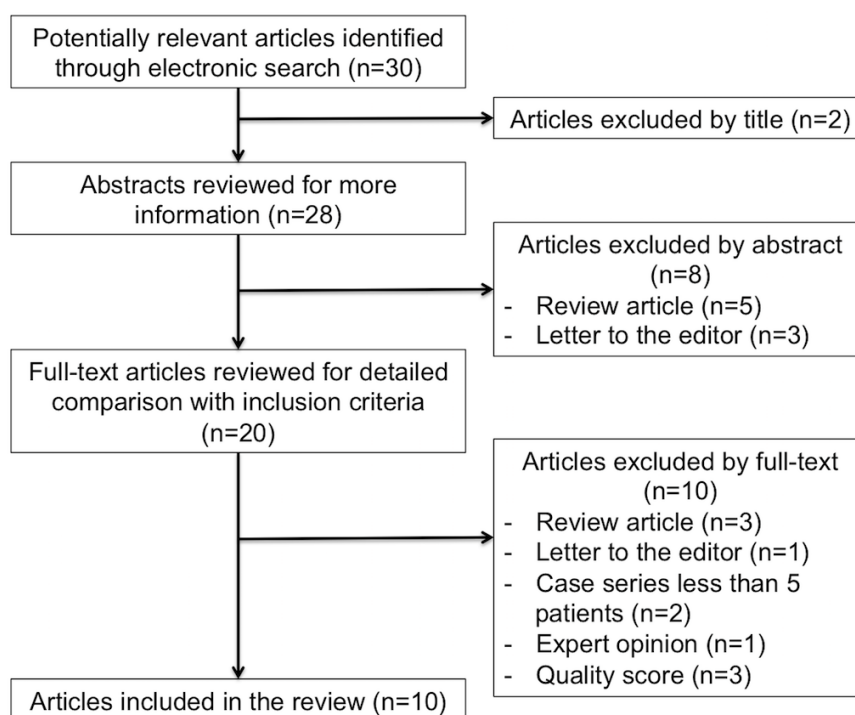 Potentially relevant articles identified
through electronic search (n=30)
Articles excluded by title (n=2)
Abstracts reviewed for more
information (n=28)
Articles excluded by abstract
(n=8)
- Review article (n=5)
- Letter to the editor (n=3)
Full-text articles reviewed for detailed
comparison with inclusion criteria
(n=20)
Articles excluded by full-text
(n=10)
- Review article (n=3)
- Letter to the editor (n=1)
- Case series less than 5
patients (n=2)
- Expert opinion (n=1)
- Quality score (n=3)
Articles included in the review (n=10)